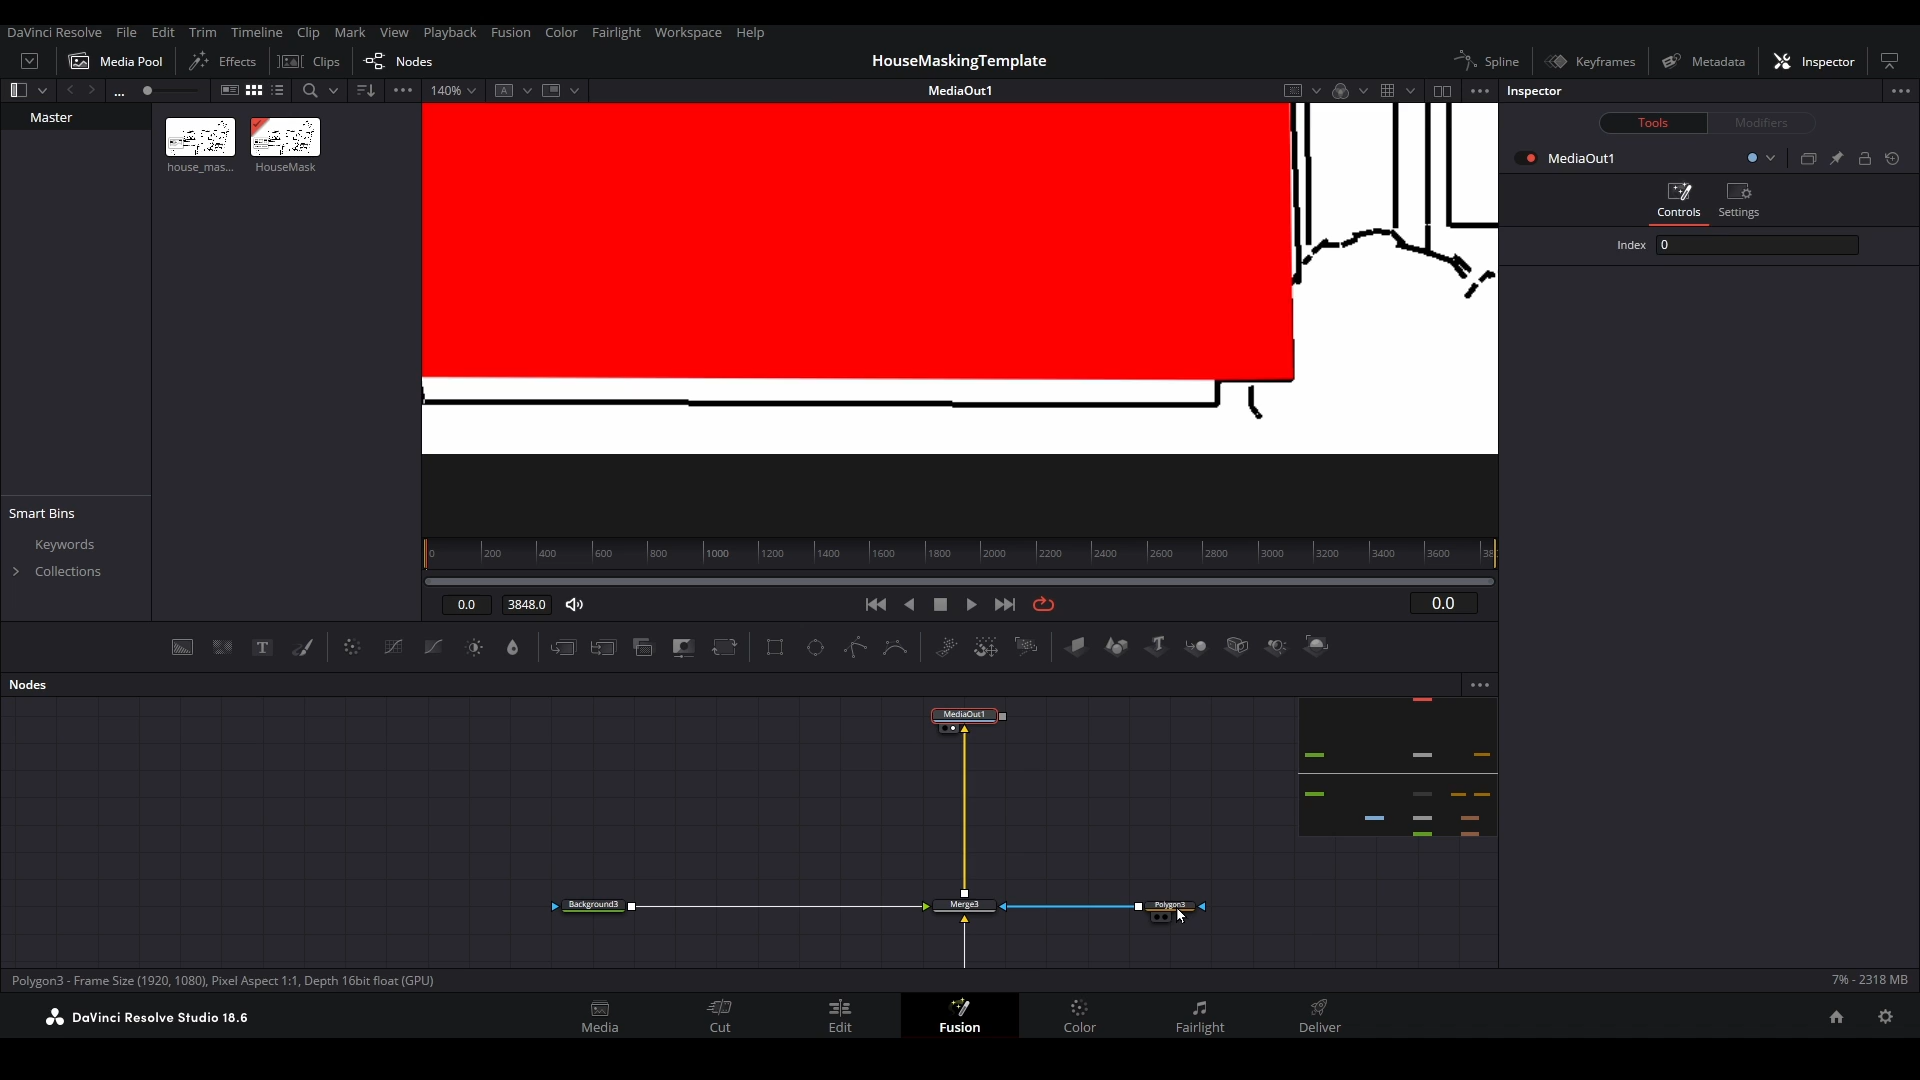 DaVinci Resolve File Edit Trim Timeline Clip Mark View Playback Fusion Color Fairlight Workspace Help
Media Pool Effects Clips Nodes HouseMaskingTemplate Spline Keyframes Metadata Inspector
... 140% A MediaOut1 Inspector
Master
Tools Modifiers
MediaOut1
house_mas... HouseMask
Controls Settings
Index 0
Smart Bins
Keywords
Collections
0 200 400 600 800 1000 1200 1400 1600 1800 2000 2200 2400 2600 2800 3000 3200 3400 3600 38
0.0 3848.0 0.0
T T
Nodes
MediaOut1
Background3 Merge3 Polygon3
Polygon3 - Frame Size (1920, 1080), Pixel Aspect 1:1, Depth 16bit float (GPU) 7% - 2318 MB
DaVinci Resolve Studio 18.6
Media Cut Edit Fusion Color Fairlight Deliver